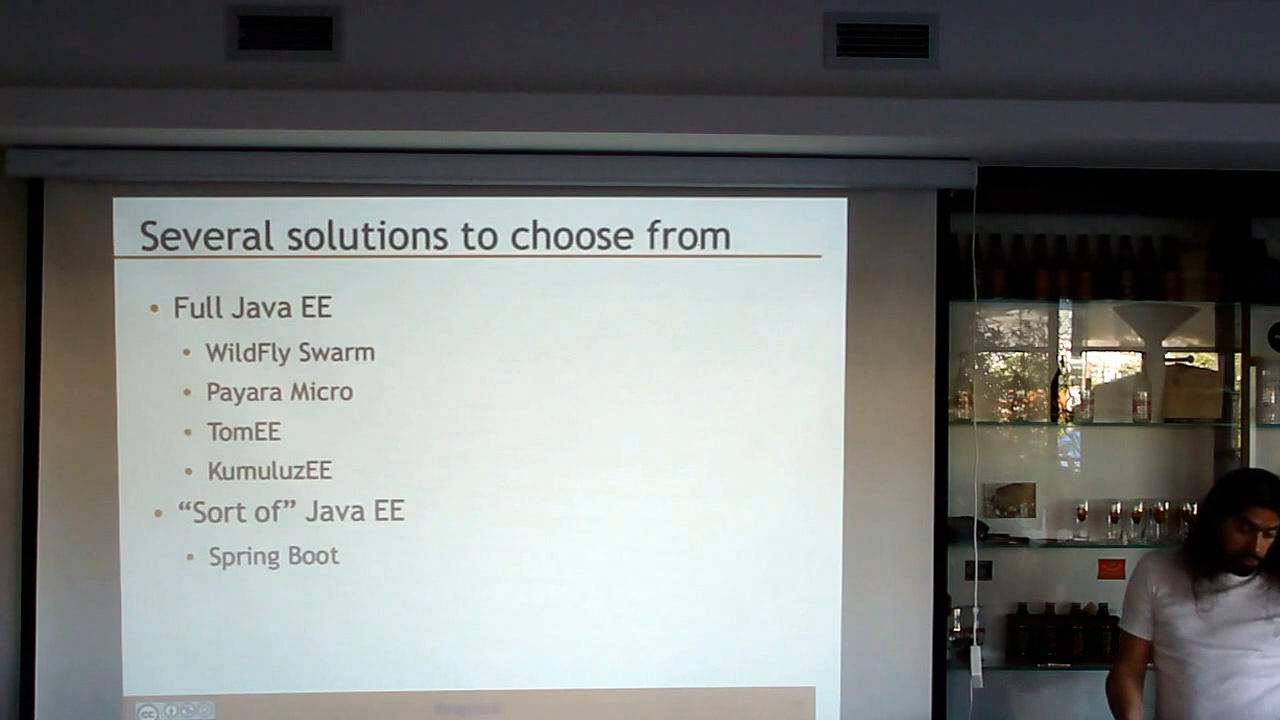 Several solutions to choose from
• Full Java EE
• WildFly Swarm
• Payara Micro
• TomEE
• KumuluzEE
• “Sort of” Java EE
• Spring Boot
cc